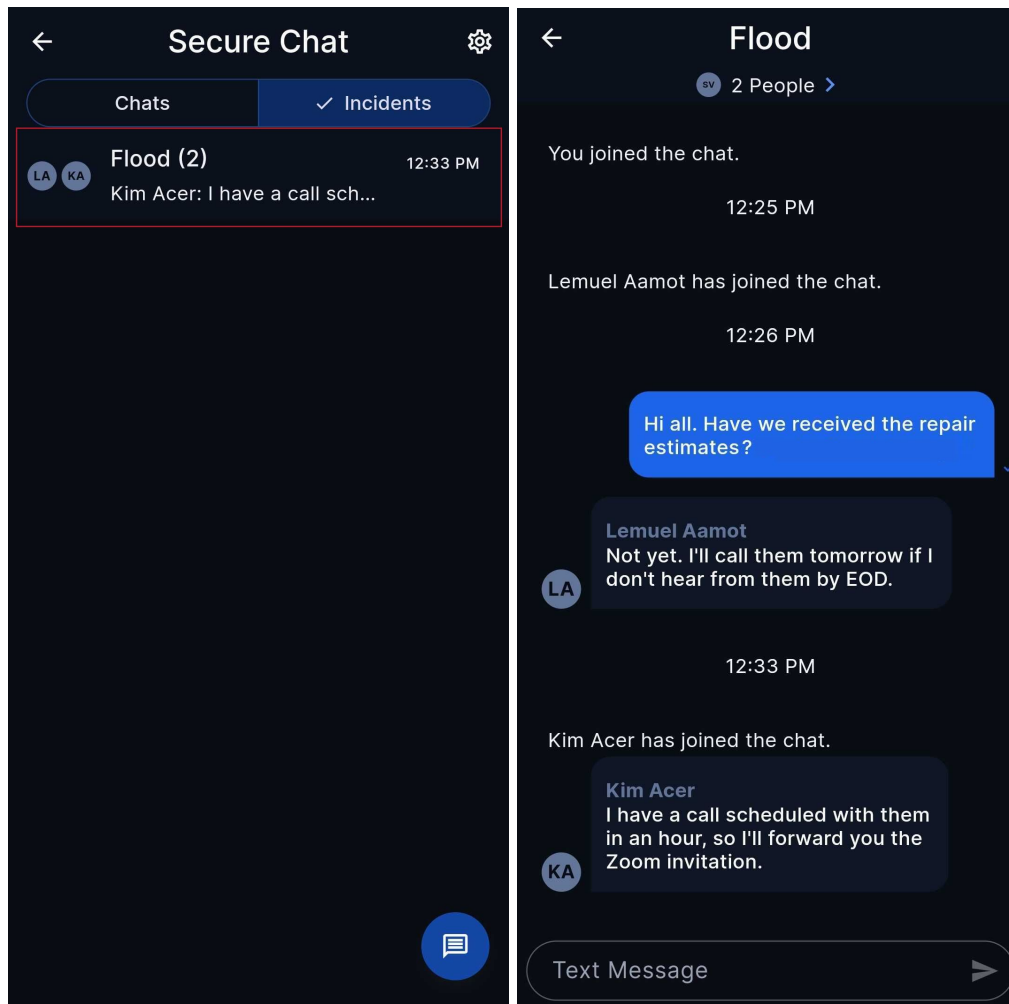 Secure Chat
Chats
Incidents
LA KA
Flood (2)
12:33 PM
Kim Acer: I have a call sch...
Flood
SV 2 People
You joined the chat.
12:25 PM
Lemuel Aamot has joined the chat.
12:26 PM
Hi all. Have we received the repair
estimates?
Lemuel Aamot
Not yet. I'll call them tomorrow if I
don't hear from them by EOD.
LA
12:33 PM
Kim Acer has joined the chat.
Kim Acer
I have a call scheduled with them
in an hour, so I'll forward you the
Zoom invitation.
KA
Text Message